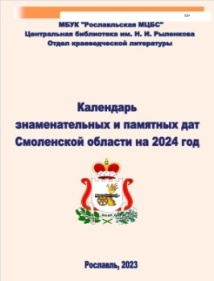 МБУК "Рославльская МЦБС"
Центральная библиотека им. Н. И. Рыленкова
Отдел краеведческой литературы
Календарь
знаменательных и памятных дат
Смоленской области на 2024 год
Рославль, 2023